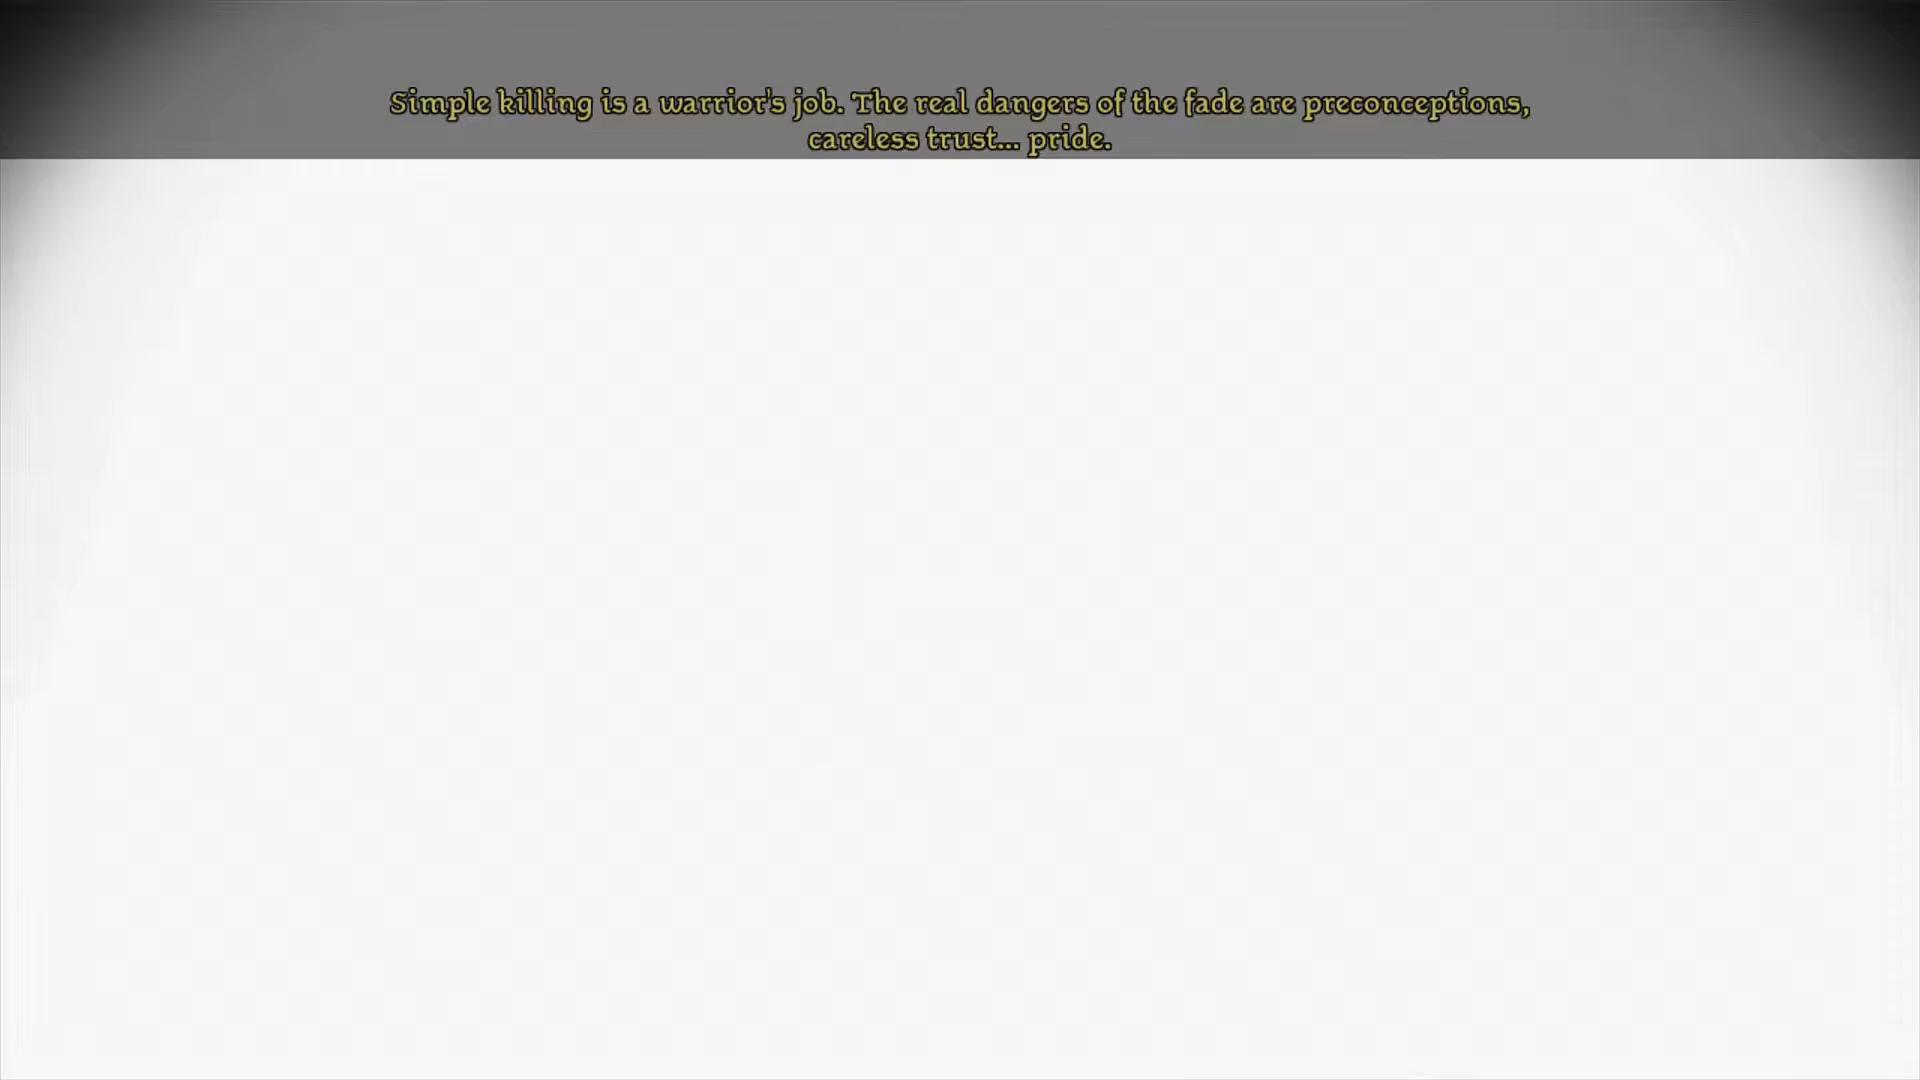 Simple killing is a warrior's job. The real dangers of the fade are preconceptions,
careless trust... pride.